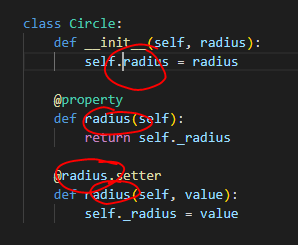 class Circle:
    def __init__(self, radius):
        self.radius = radius
    @property
    def radius(self):
        return self._radius
    @radius.setter
    def radius(self, value):
        self._radius = value